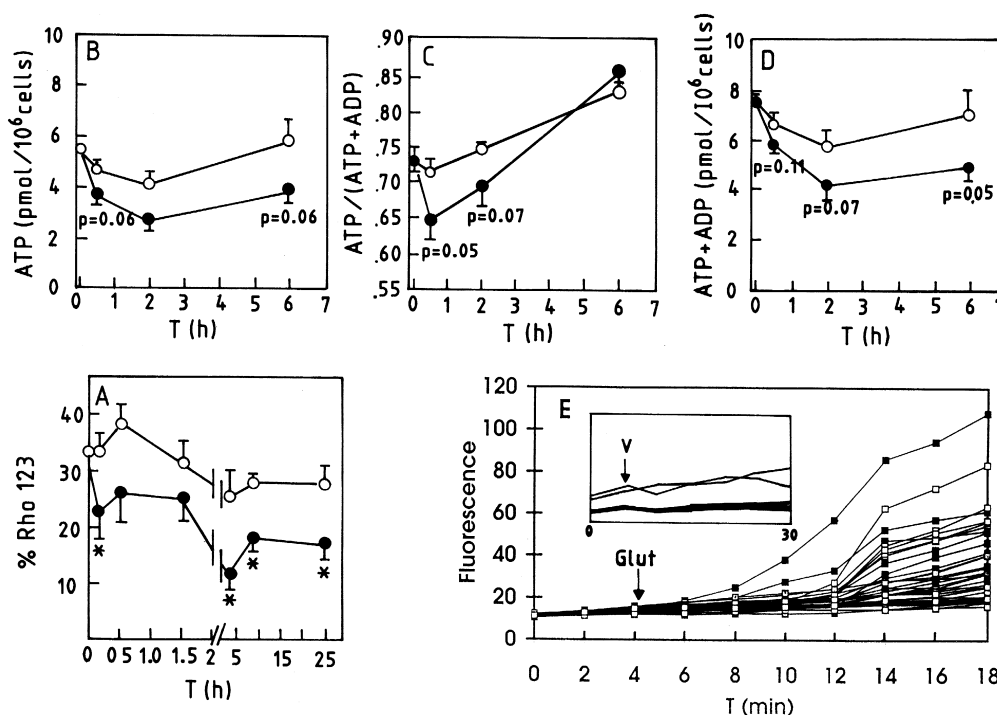 B
ATP (pmol/10⁶cells)
0 2 4 6 8 10
p=0.06
p=0.06
0 1 2 3 4 5 6 7
T (h)
C
ATP/(ATP+ADP)
.90
.85
.80
.75
.70
.65
.60
.55
p=0.05
p=0.07
0 1 2 3 4 5 6 7
T (h)
D
ATP+ADP (pmol/10⁶cells)
10
8
6
4
2
0
p=0.11
p=0.07
p=0.05
0 1 2 3 4 5 6 7
T (h)
A
% Rho 123
40
30
20
10
*
*
*
*
0 0 5 1.0 1.5 2 5 15 25
T (h)
E
Fluorescence
120
100
80
60
40
20
0
V
0 30
Glut
0 2 4 6 8 10 12 14 16 18
T (min)